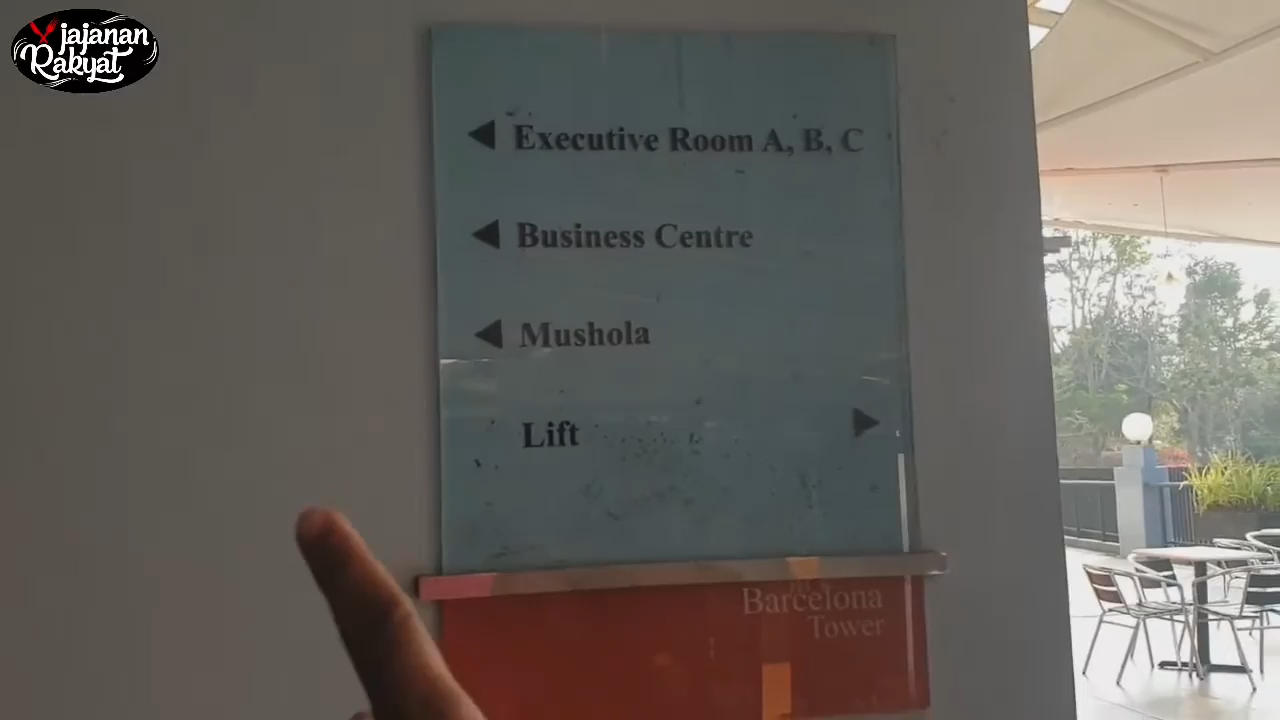 jajanan
Rakyat
Executive Room A, B, C
Business Centre
Mushola
Lift
Barcelona
Tower